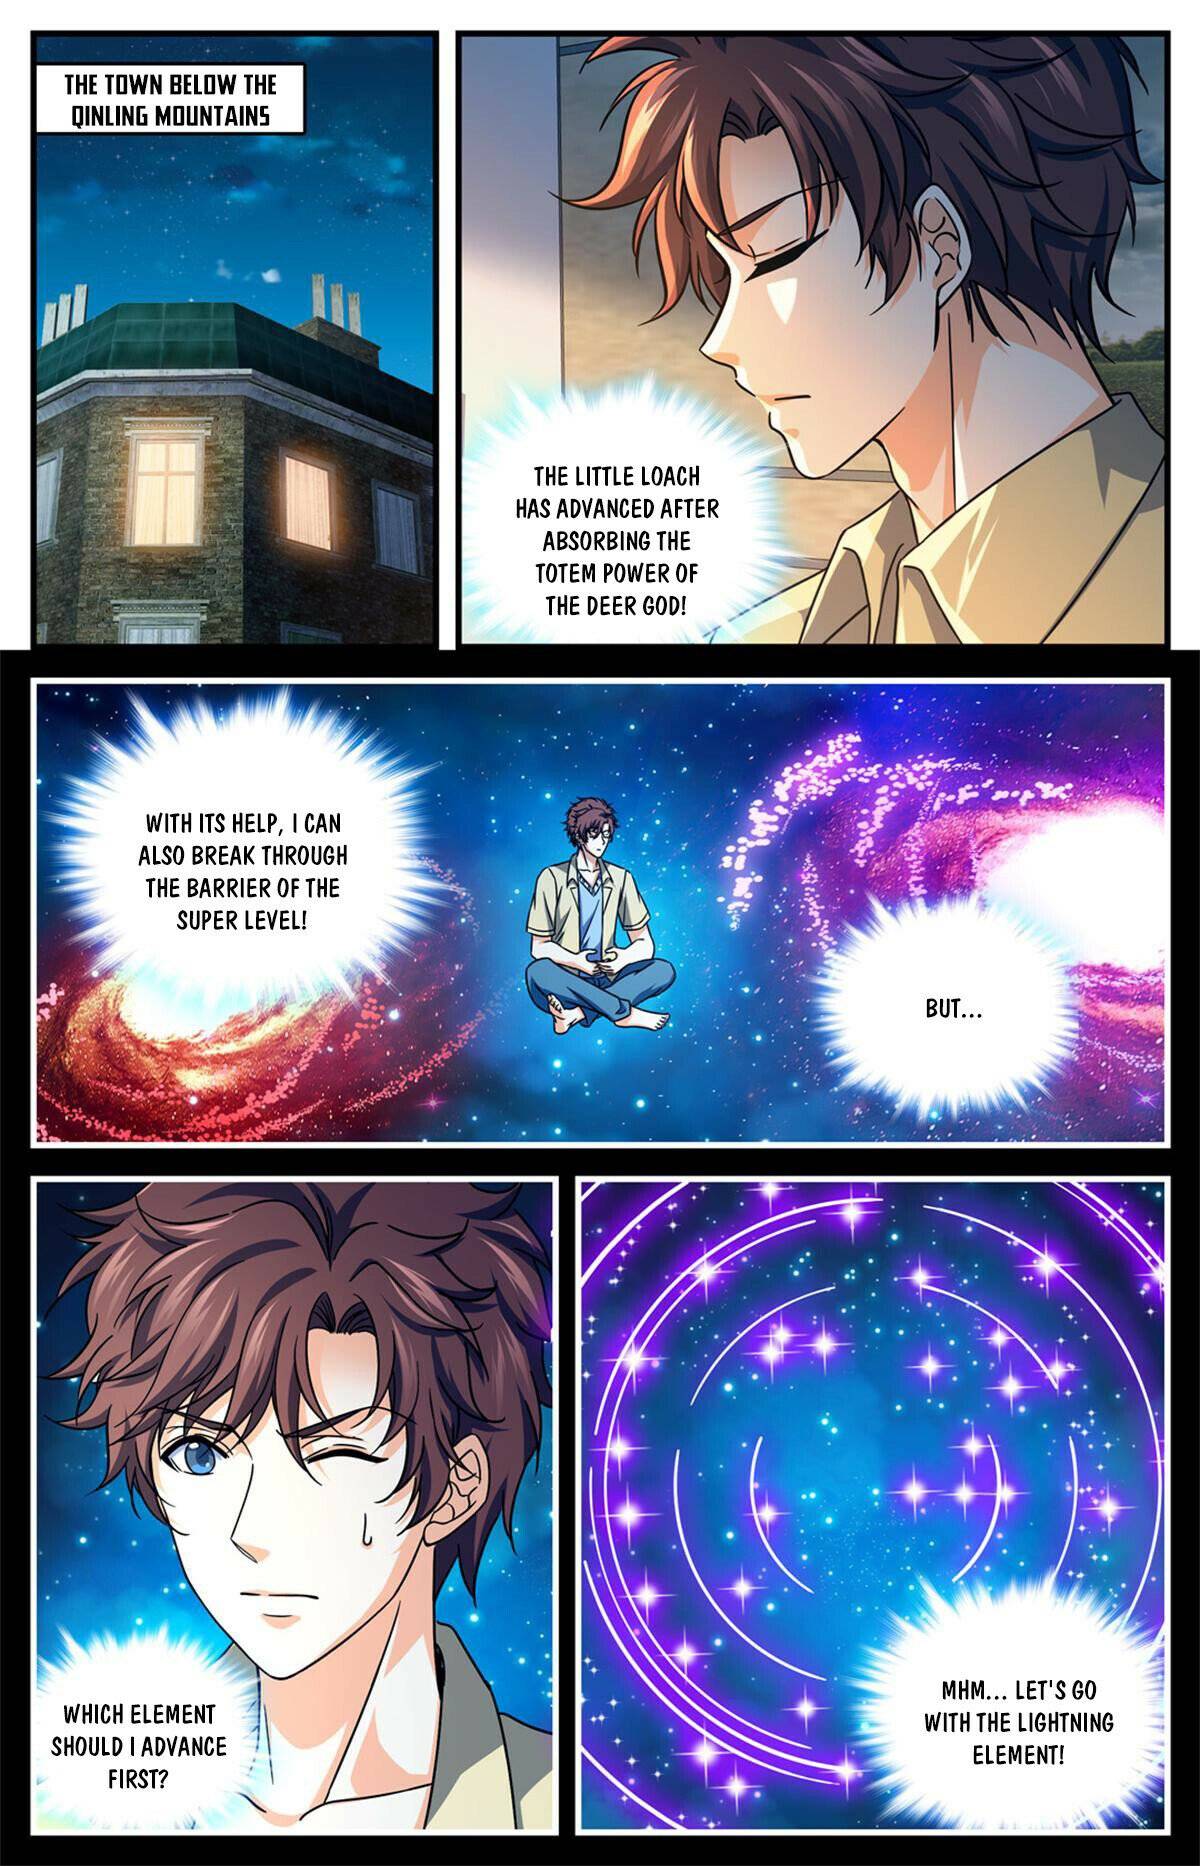 THE TOWN BELOW THE
QINLING MOUNTAINS
THE LITTLE LOACH
HAS ADVANCED AFTER
ABSORBING THE
TOTEM POWER OF
THE DEER GOD!
WITH ITS HELP, I CAN
ALSO BREAK THROUGH
THE BARRIER OF THE
SUPER LEVEL!
BUT...
WHICH ELEMENT
SHOULD I ADVANCE
FIRST?
MHM... LET'S GO
WITH THE LIGHTNING
ELEMENT!